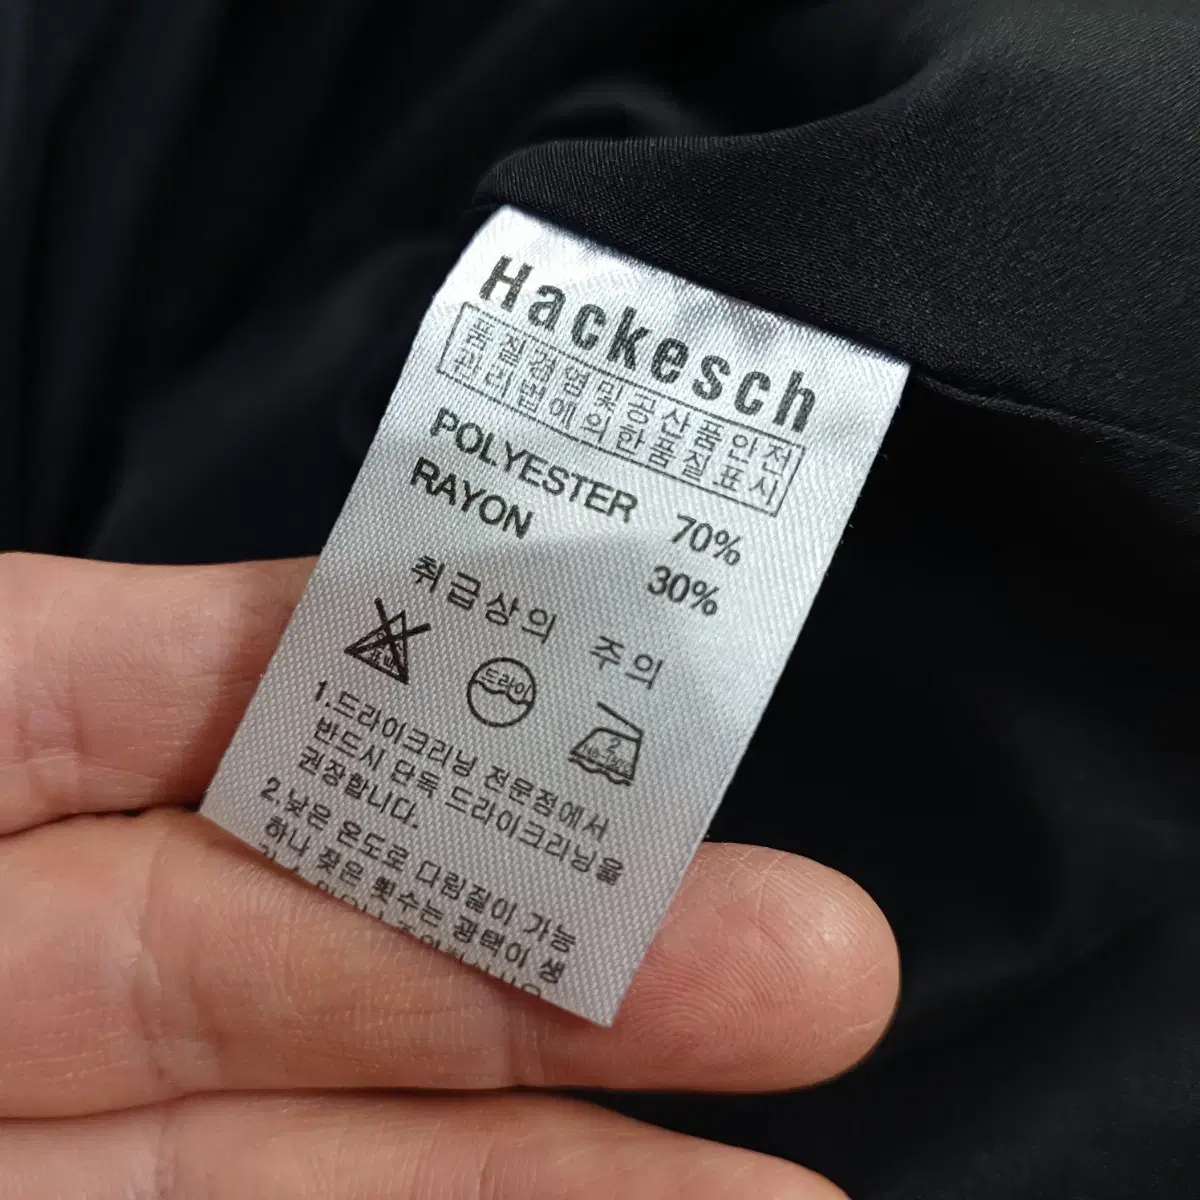 Hackesch
품질경영및공산품안전
관리법에의한품질표시
POLYESTER 70%
RAYON 30%
취급상의 주의
드라이
2
1.드라이크리닝 전문점에서
반드시 단독 드라이크리닝을
권장합니다.
2.낮은 온도로 다림질이 가능
하나 잦은 횟수는 광택이 생